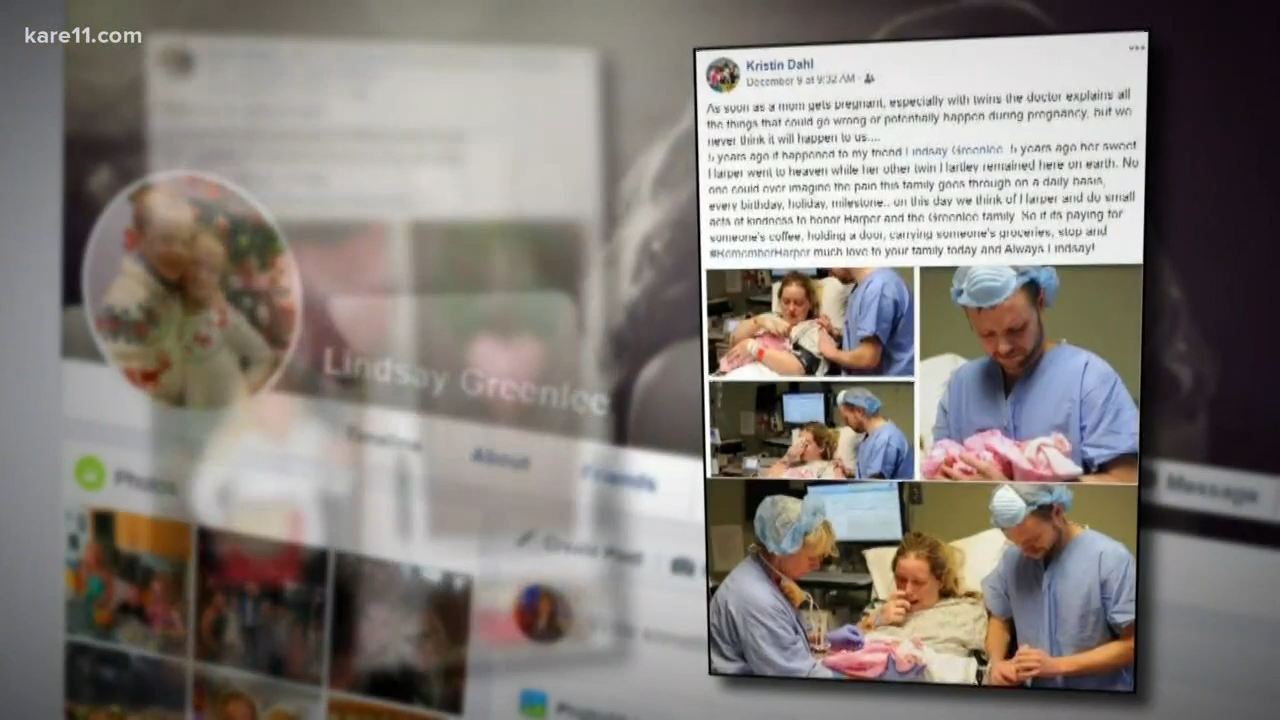 kare11.com
Kristin Dahl
December 9 at 9:32 AM
As soon as a mom gets pregnant, especially with twins the doctor explains all
the things that could go wrong or potentially happen during pregnancy, but we
never think it will happen to us....
5 years ago it happened to my friend Lindsay Greenlee. 5 years ago her sweet
Harper went to heaven while her other twin Hartley remained here on earth. No
one could ever imagine the pain this family goes through on a daily basis,
every birthday, holiday, milestone.. on this day we think of Harper and do small
acts of kindness to honor Harper and the Greenlee family. So if its paying for
someone's coffee, holding a door, carrying someone's groceries, stop and
#RememberHarper much love to your family today and Always Lindsay!
Lindsay Greenlee
Timeline
About
Friends
Message
Photos
Create Post